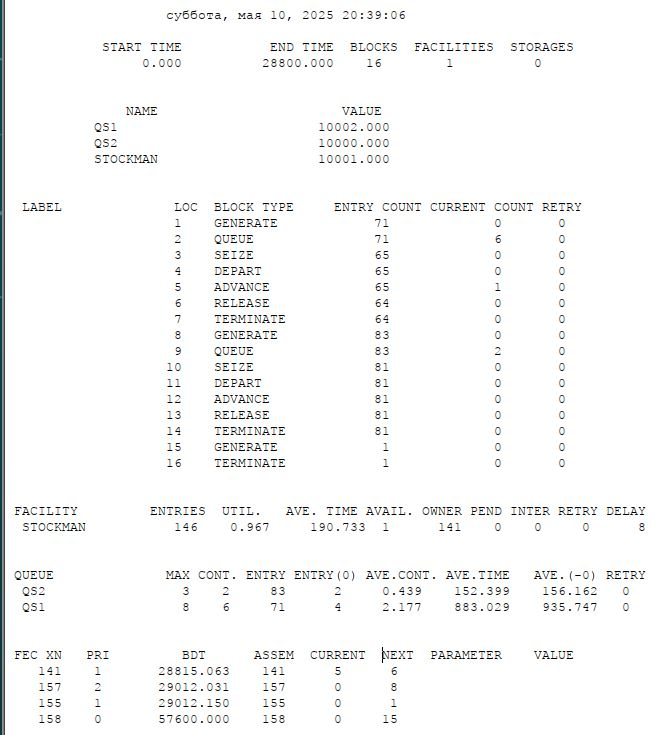 суббота, мая 10, 2025 20:39:06
START TIME END TIME BLOCKS FACILITIES STORAGES
0.000 28800.000 16 1 0
NAME VALUE
QS1 10002.000
QS2 10000.000
STOCKMAN 10001.000
LABEL LOC BLOCK TYPE ENTRY COUNT CURRENT COUNT RETRY
1 GENERATE 71 0 0
2 QUEUE 71 6 0
3 SEIZE 65 0 0
4 DEPART 65 0 0
5 ADVANCE 65 1 0
6 RELEASE 64 0 0
7 TERMINATE 64 0 0
8 GENERATE 83 0 0
9 QUEUE 83 2 0
10 SEIZE 81 0 0
11 DEPART 81 0 0
12 ADVANCE 81 0 0
13 RELEASE 81 0 0
14 TERMINATE 81 0 0
15 GENERATE 1 0 0
16 TERMINATE 1 0 0
FACILITY ENTRIES UTIL. AVE. TIME AVAIL. OWNER PEND INTER RETRY DELAY
STOCKMAN 146 0.967 190.733 1 141 0 0 0 8
QUEUE MAX CONT. ENTRY ENTRY(0) AVE.CONT. AVE.TIME AVE.(-0) RETRY
QS2 3 2 83 2 0.439 152.399 156.162 0
QS1 8 6 71 4 2.177 883.029 935.747 0
FEC XN PRI BDT ASSEM CURRENT NEXT PARAMETER VALUE
141 1 28815.063 141 5 6
157 2 29012.031 157 0 8
155 1 29012.150 155 0 1
158 0 57600.000 158 0 15